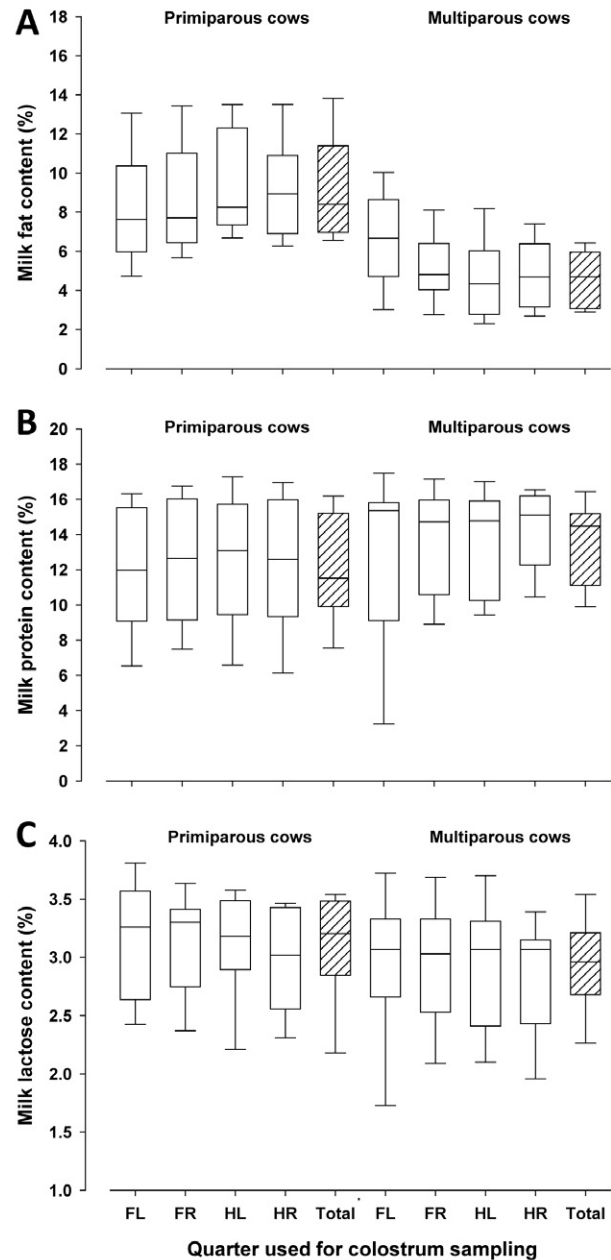 A
Primiparous cows Multiparous cows
Milk fat content (%)
18
16
14
12
10
8
6
4
2
0
B
Primiparous cows Multiparous cows
Milk protein content (%)
20
18
16
14
12
10
8
6
4
2
0
C
Primiparous cows Multiparous cows
Milk lactose content (%)
4.0
3.5
3.0
2.5
2.0
1.5
1.0
FL FR HL HR Total FL FR HL HR Total
Quarter used for colostrum sampling